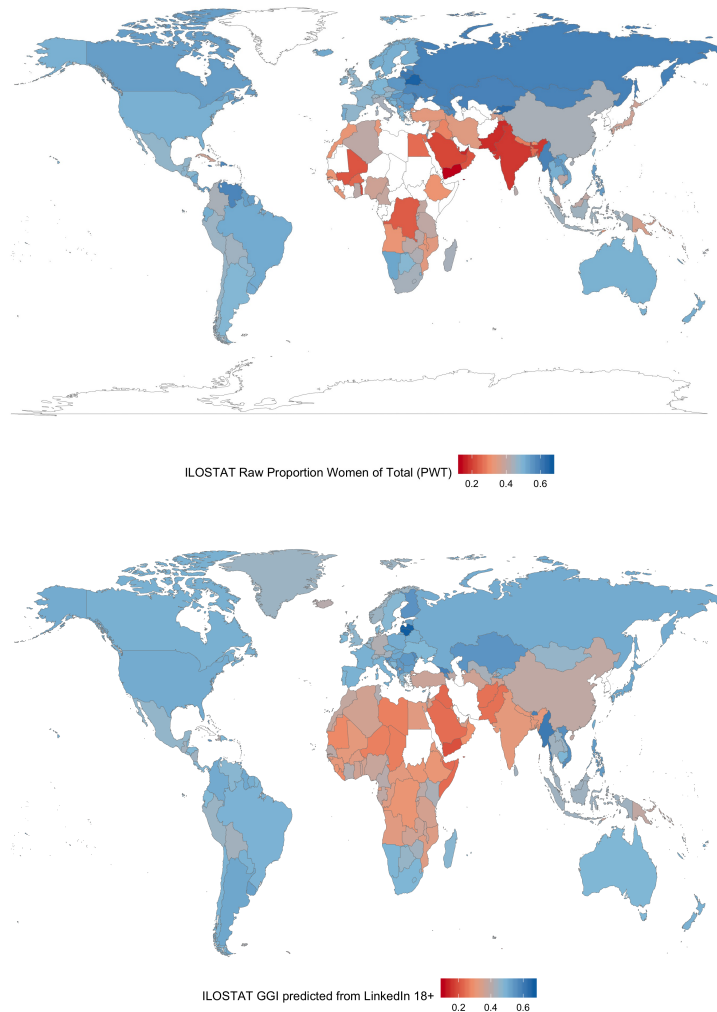 ILOSTAT Raw Proportion Women of Total (PWT)
0.2 0.4 0.6
ILOSTAT GGI predicted from LinkedIn 18+
0.2 0.4 0.6